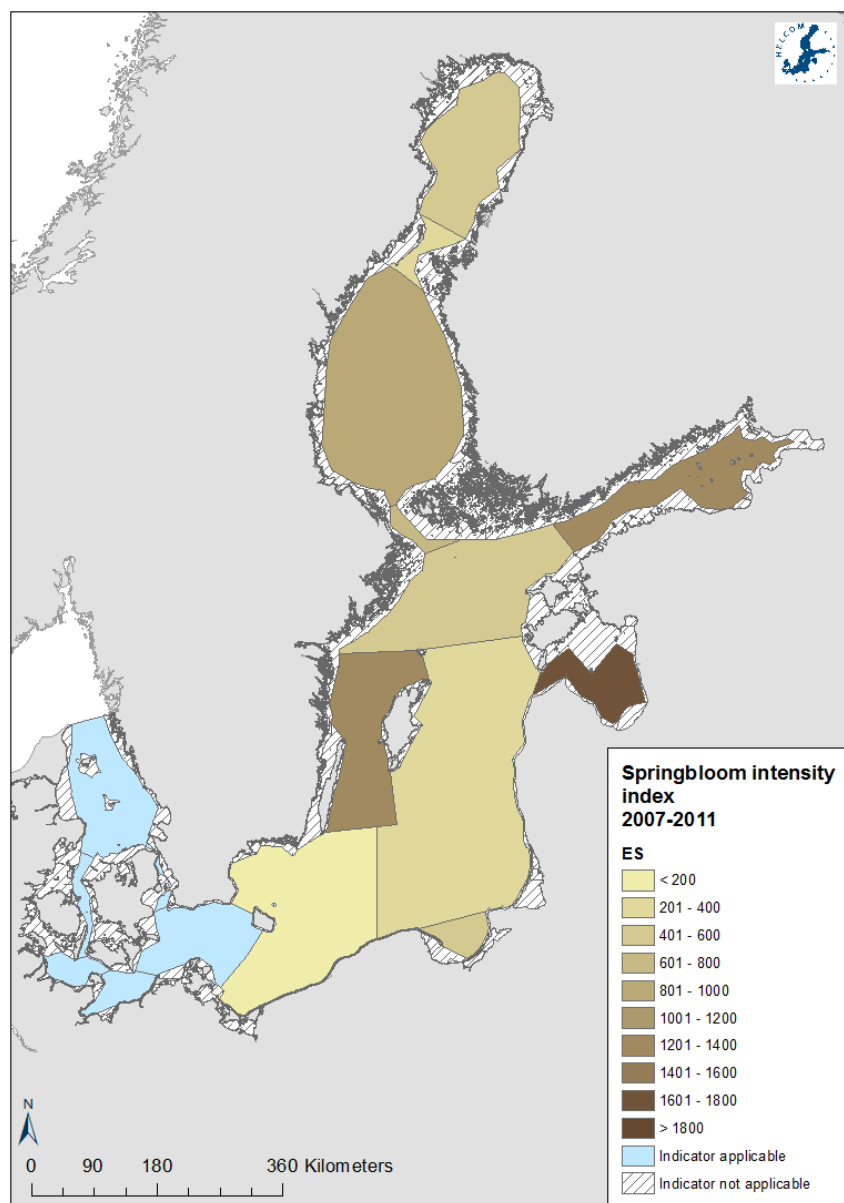 HELCOM
Springbloom intensity
index
2007-2011
ES
< 200
201 - 400
401 - 600
601 - 800
801 - 1000
1001 - 1200
1201 - 1400
1401 - 1600
1601 - 1800
> 1800
Indicator applicable
Indicator not applicable
N
0 90 180 360 Kilometers